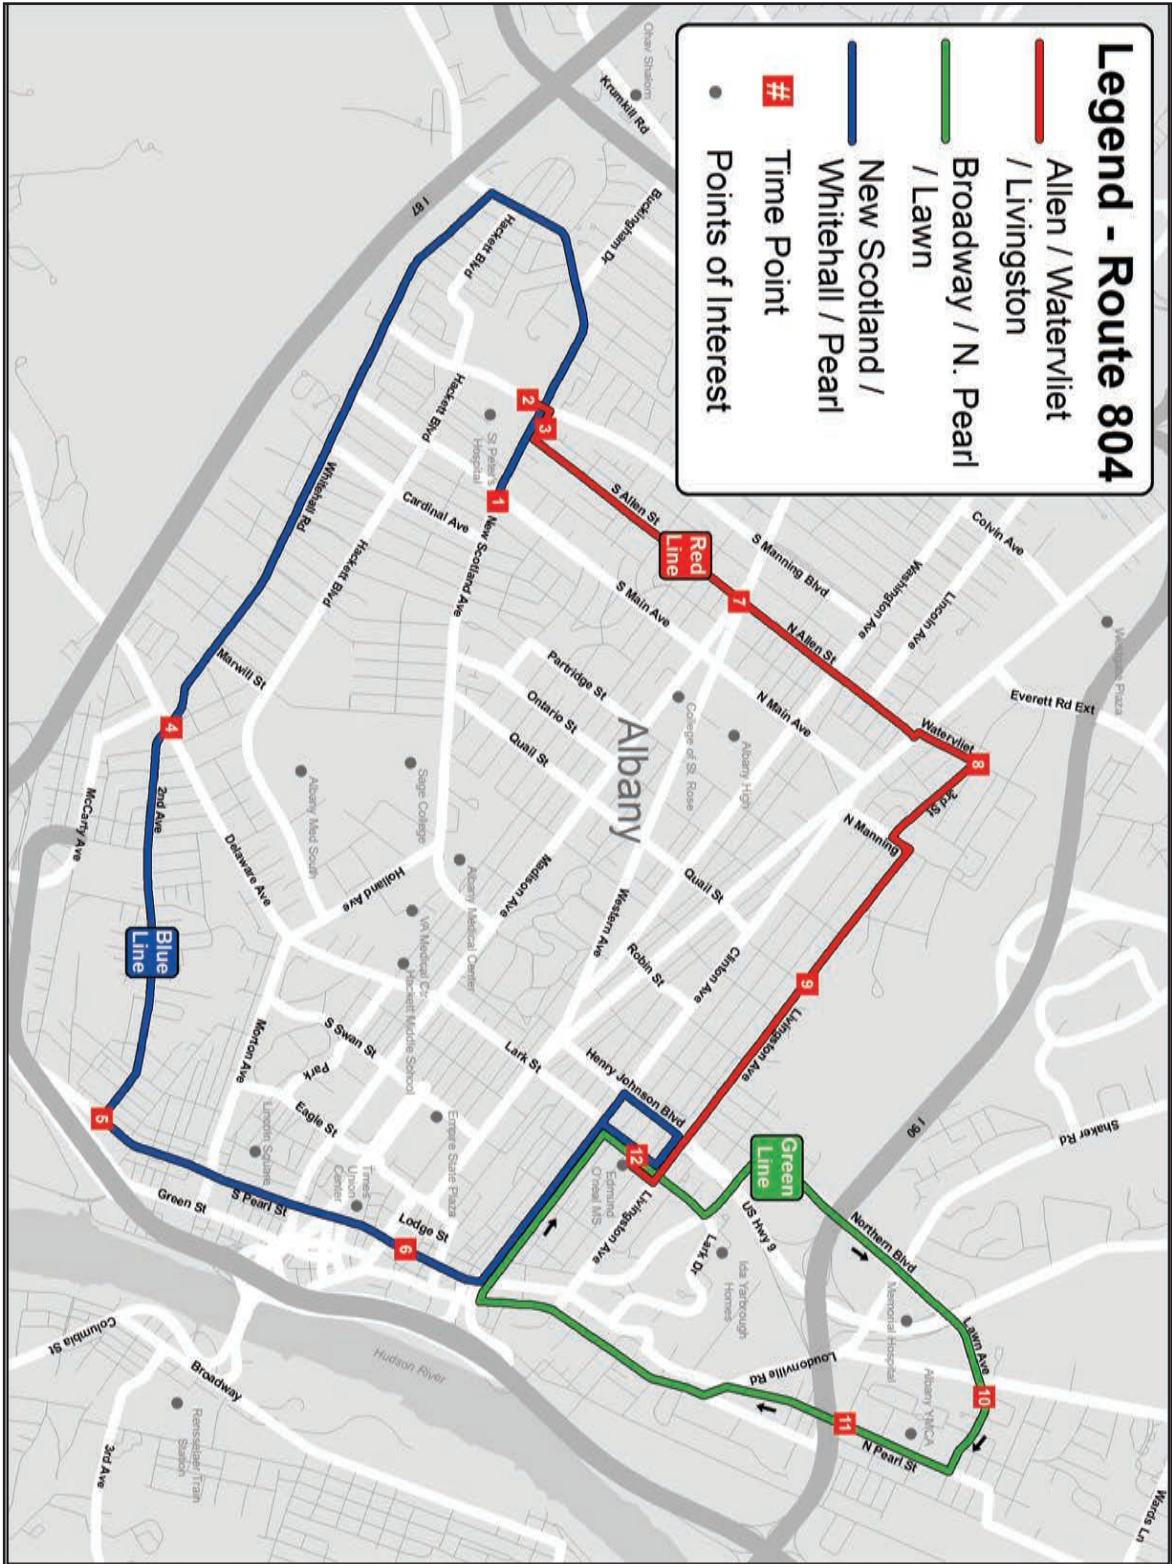 Legend - Route 804
Allen / Watervliet
/ Livingston
Broadway / N. Pearl
/ Lawn
New Scotland /
Whitehall / Pearl
#
Time Point
Points of Interest
Ohav Shalom
Krumkill Rd
Buckingham Dr
I 87
Hackett Blvd
Hackett Blvd
Hackett Blvd
Whitehall Rd
2
3
1
St Peter's
Hospital
Cardinal Ave
New Scotland Ave
S Allen St
Red
Line
7
S Manning Blvd
N Allen St
Washington Ave
Lincoln Ave
Colvin Ave
Westgate Plaza
Everett Rd Ext
Watervliet
8
3rd St
N Manning
S Main Ave
N Main Ave
Partridge St
Ontario St
Quail St
College of St. Rose
Albany High
Albany
Marwill St
4
McCarty Ave
2nd Ave
Albany Med South
Sage College
Delaware Ave
Holland Ave
Albany Medical Center
VA Medical Ctr
Hackett Middle School
Madison Ave
Western Ave
Quail St
Robin St
Clinton Ave
9
Livingston Ave
Blue
Line
Morton Ave
S Swan St
Park
Eagle St
Lark St
Henry Johnson Blvd
5
Lincoln Square
Empire State Plaza
Times
Union
Center
Green St
S Pearl St
Lodge St
6
12
Edmund
O'neal MS
Livingston Ave
Green
Line
US Hwy 9
Lark Dr
Ida Yarbrough
Homes
I 90
Shaker Rd
Northern Blvd
Memorial Hospital
Lawn Ave
10
Albany YMCA
11
N Pearl St
Loudonville Rd
Wards Ln
Hudson River
Columbia St
Broadway
Rensselaer Train
Station
3rd Ave